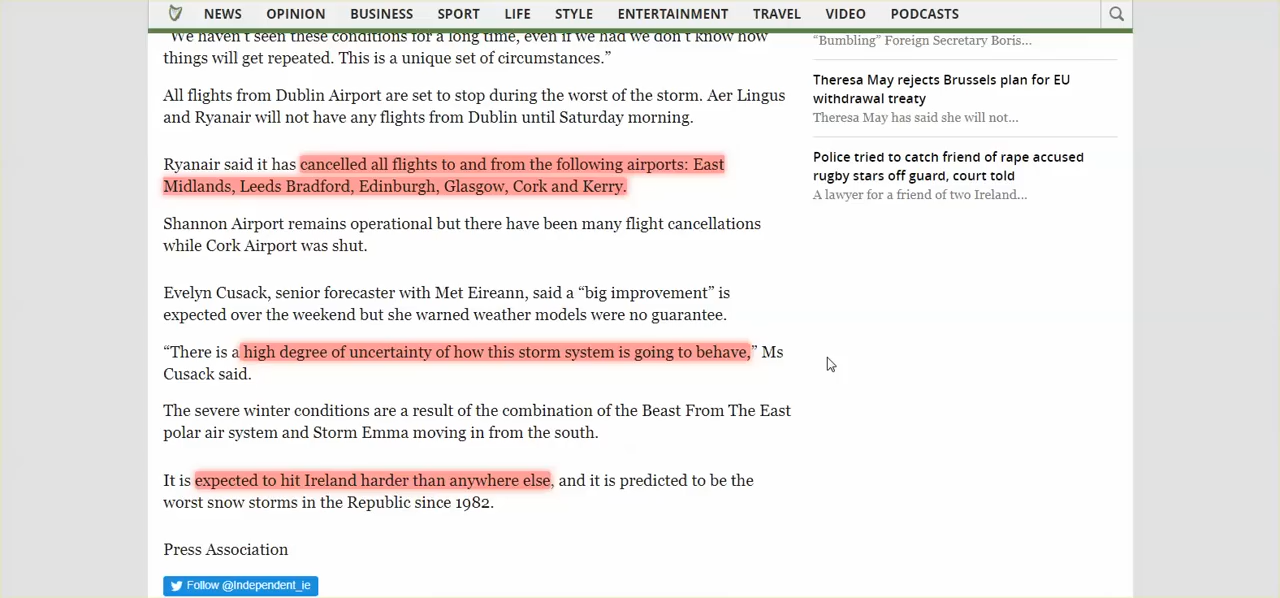 NEWS OPINION BUSINESS SPORT LIFE STYLE ENTERTAINMENT TRAVEL VIDEO PODCASTS
“We haven’t seen these conditions for a long time, even if we had we don’t know how
things will get repeated. This is a unique set of circumstances.”
All flights from Dublin Airport are set to stop during the worst of the storm. Aer Lingus
and Ryanair will not have any flights from Dublin until Saturday morning.
Ryanair said it has cancelled all flights to and from the following airports: East
Midlands, Leeds Bradford, Edinburgh, Glasgow, Cork and Kerry.
Shannon Airport remains operational but there have been many flight cancellations
while Cork Airport was shut.
Evelyn Cusack, senior forecaster with Met Eireann, said a “big improvement” is
expected over the weekend but she warned weather models were no guarantee.
“There is a high degree of uncertainty of how this storm system is going to behave,” Ms
Cusack said.
The severe winter conditions are a result of the combination of the Beast From The East
polar air system and Storm Emma moving in from the south.
It is expected to hit Ireland harder than anywhere else, and it is predicted to be the
worst snow storms in the Republic since 1982.
Press Association
Follow @Independent_ie
“Bumbling” Foreign Secretary Boris...
Theresa May rejects Brussels plan for EU
withdrawal treaty
Theresa May has said she will not...
Police tried to catch friend of rape accused
rugby stars off guard, court told
A lawyer for a friend of two Ireland...